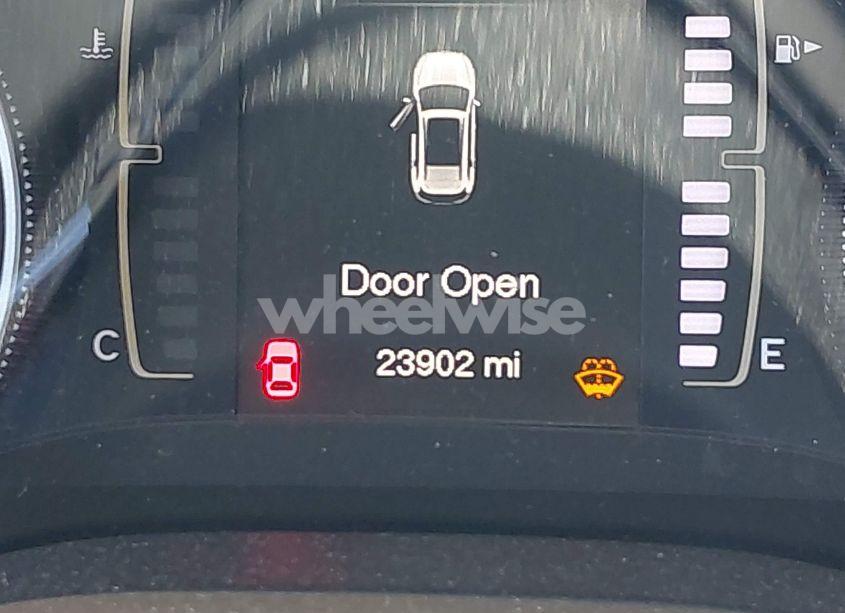 Door Open
wheelwise
C
23902 mi
E